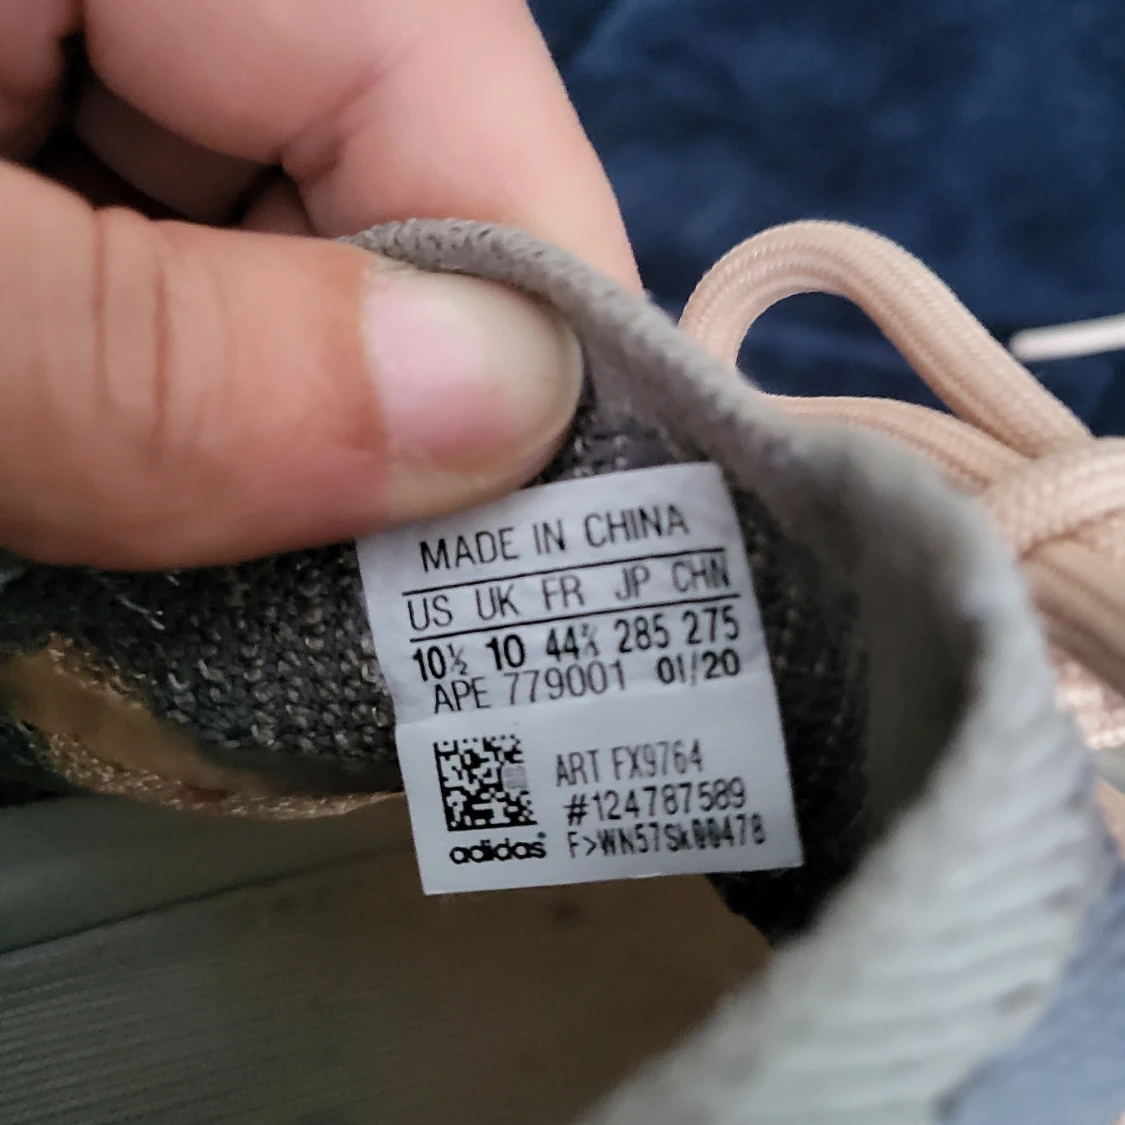 MADE IN CHINA
US UK FR JP CHN
10½ 10 44⅔ 285 275
APE 779001 01/20
ART FX9764
#124787589
adidas F>WN57Sk00478